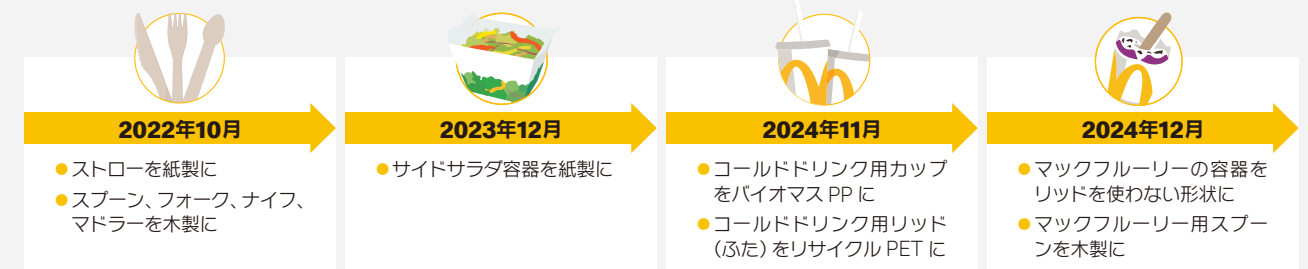 2022年10月
●ストローを紙製に
●スプーン、フォーク、ナイフ、
マドラーを木製に
2023年12月
●サイドサラダ容器を紙製に
2024年11月
●コールドドリンク用カップ
をバイオマス PP に
●コールドドリンク用リッド
(ふた)をリサイクル PET に
2024年12月
●マックフルーリーの容器を
リッドを使わない形状に
●マックフルーリー用スプー
ンを木製に